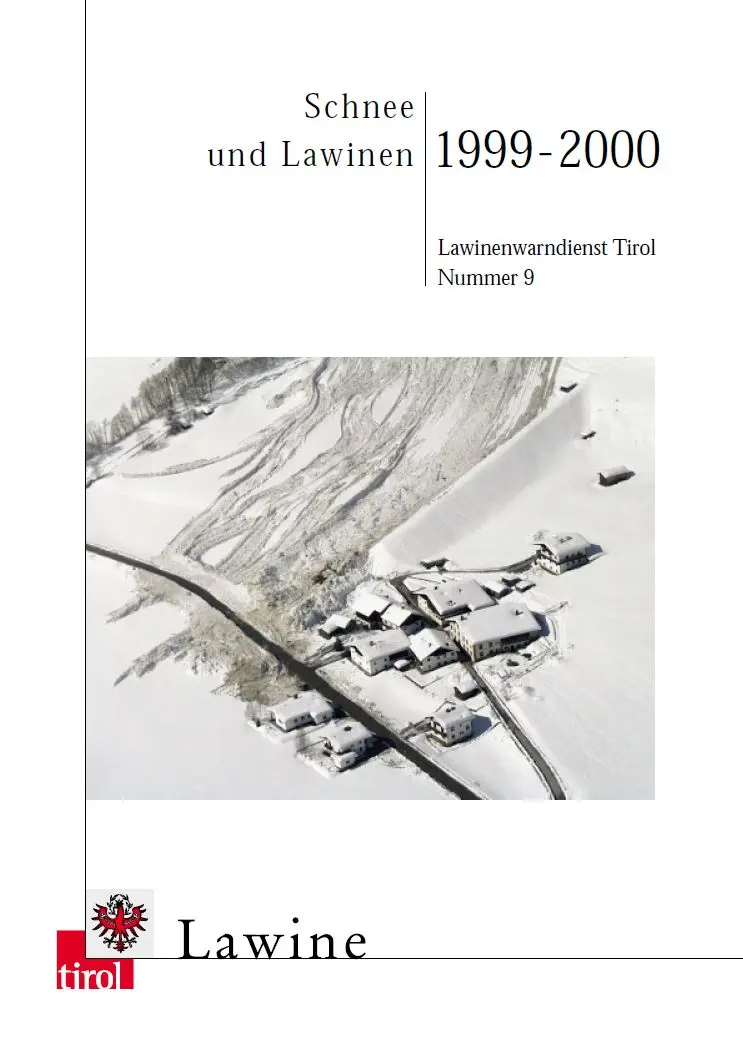 Schnee
und Lawinen
1999-2000
Lawinenwarndienst Tirol
Nummer 9
Lawine
tirol